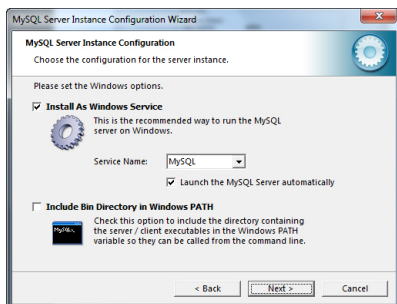 MySQL Server Instance Configuration Wizard
MySQL Server Instance Configuration
Choose the configuration for the server instance.
Please set the Windows options.
Install As Windows Service
This is the recommended way to run the MySQL
server on Windows.
Service Name:
MySQL
Launch the MySQL Server automatically
Include Bin Directory in Windows PATH
MySQL>_
Check this option to include the directory containing
the server / client executables in the Windows PATH
variable so they can be called from the command line.
< Back
Next >
Cancel